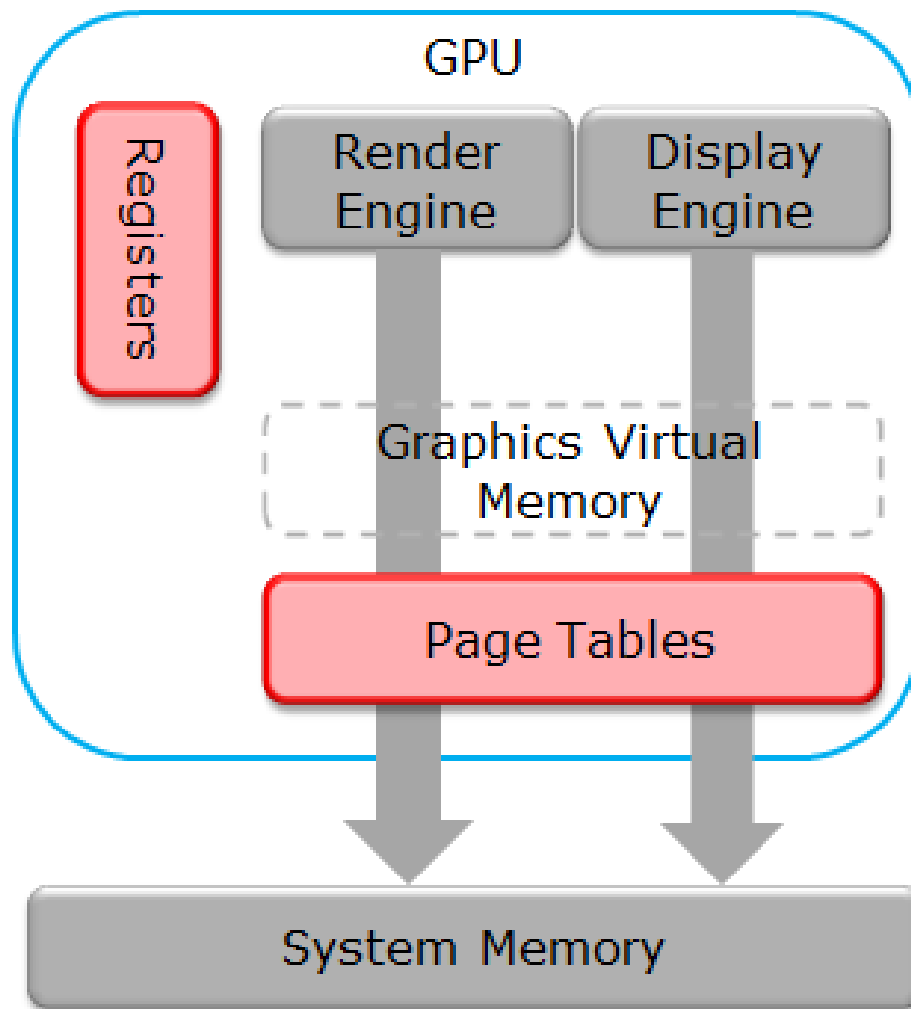 GPU
Registers
Render
Engine
Display
Engine
Graphics Virtual
Memory
Page Tables
System Memory